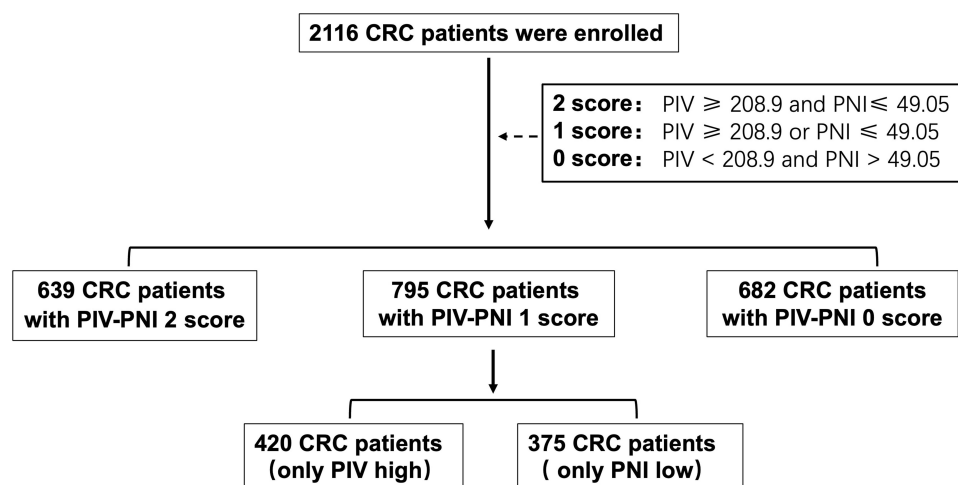 2116 CRC patients were enrolled
2 score： PIV ≥ 208.9 and PNI≤ 49.05
1 score： PIV ≥ 208.9 or PNI ≤ 49.05
0 score： PIV < 208.9 and PNI > 49.05
639 CRC patients
with PIV-PNI 2 score
795 CRC patients
with PIV-PNI 1 score
682 CRC patients
with PIV-PNI 0 score
420 CRC patients
（only PIV high）
375 CRC patients
（ only PNI low）